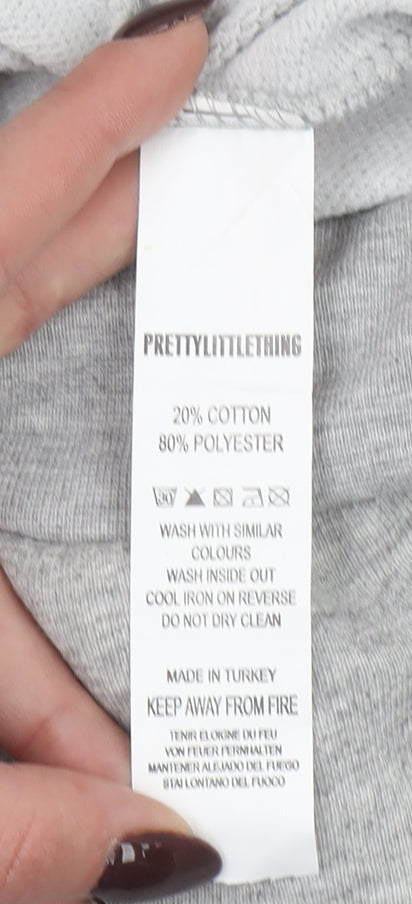 PRETTYLITTLETHING
20% COTTON
80% POLYESTER
30
WASH WITH SIMILAR
COLOURS
WASH INSIDE OUT
COOL IRON ON REVERSE
DO NOT DRY CLEAN
MADE IN TURKEY
KEEP AWAY FROM FIRE
TENIR ELOIGNE DU FEU
VON FEUER FERNHALTEN
MANTENER ALEJADO DEL FUEGO
STAI LONTANO DEL FUOCO